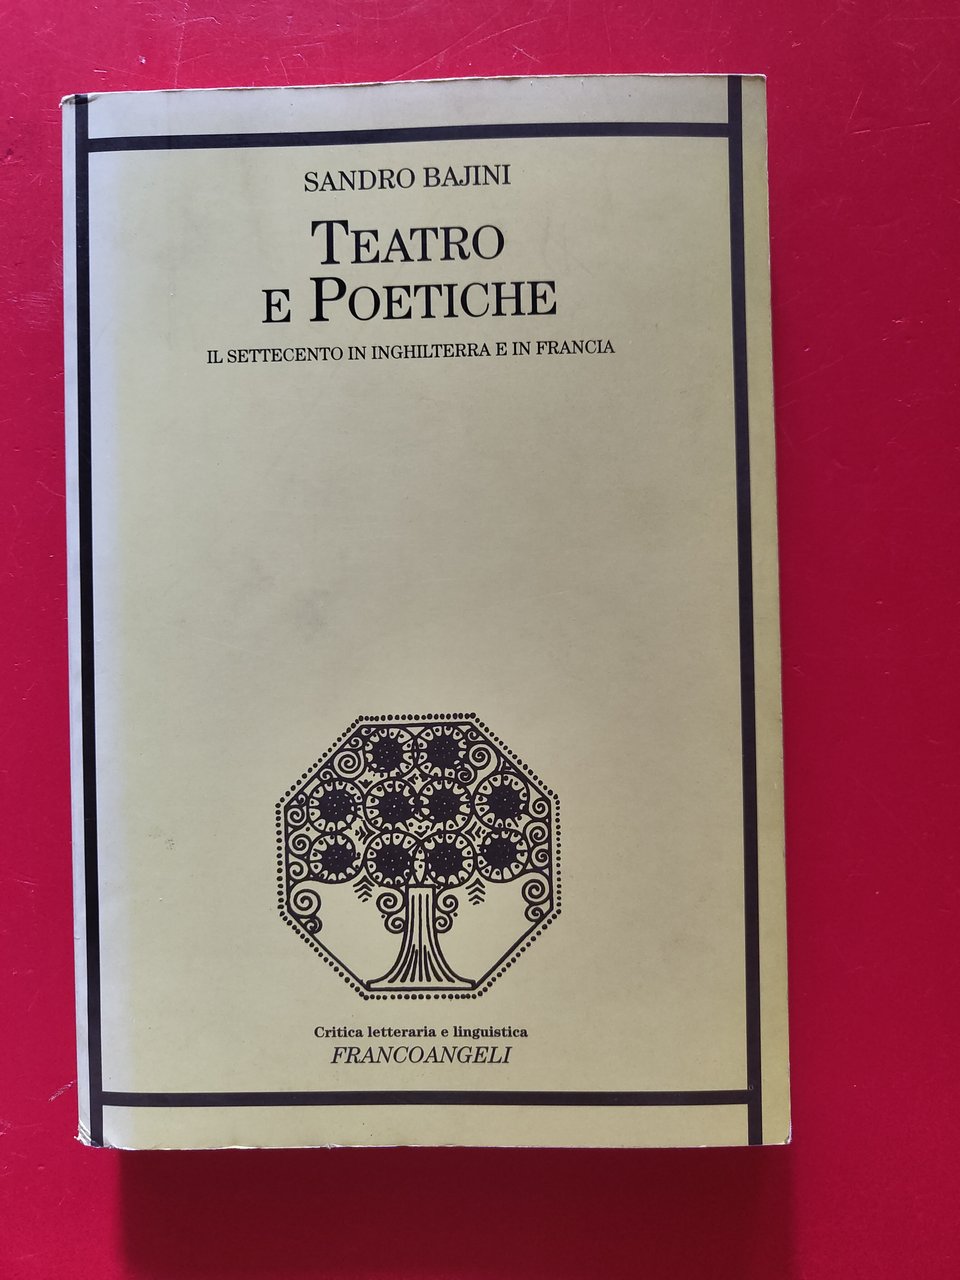 SANDRO BAJINI
TEATRO
E POETICHE
IL SETTECENTO IN INGHILTERRA E IN FRANCIA
Critica letteraria e linguistica
FRANCOANGELI